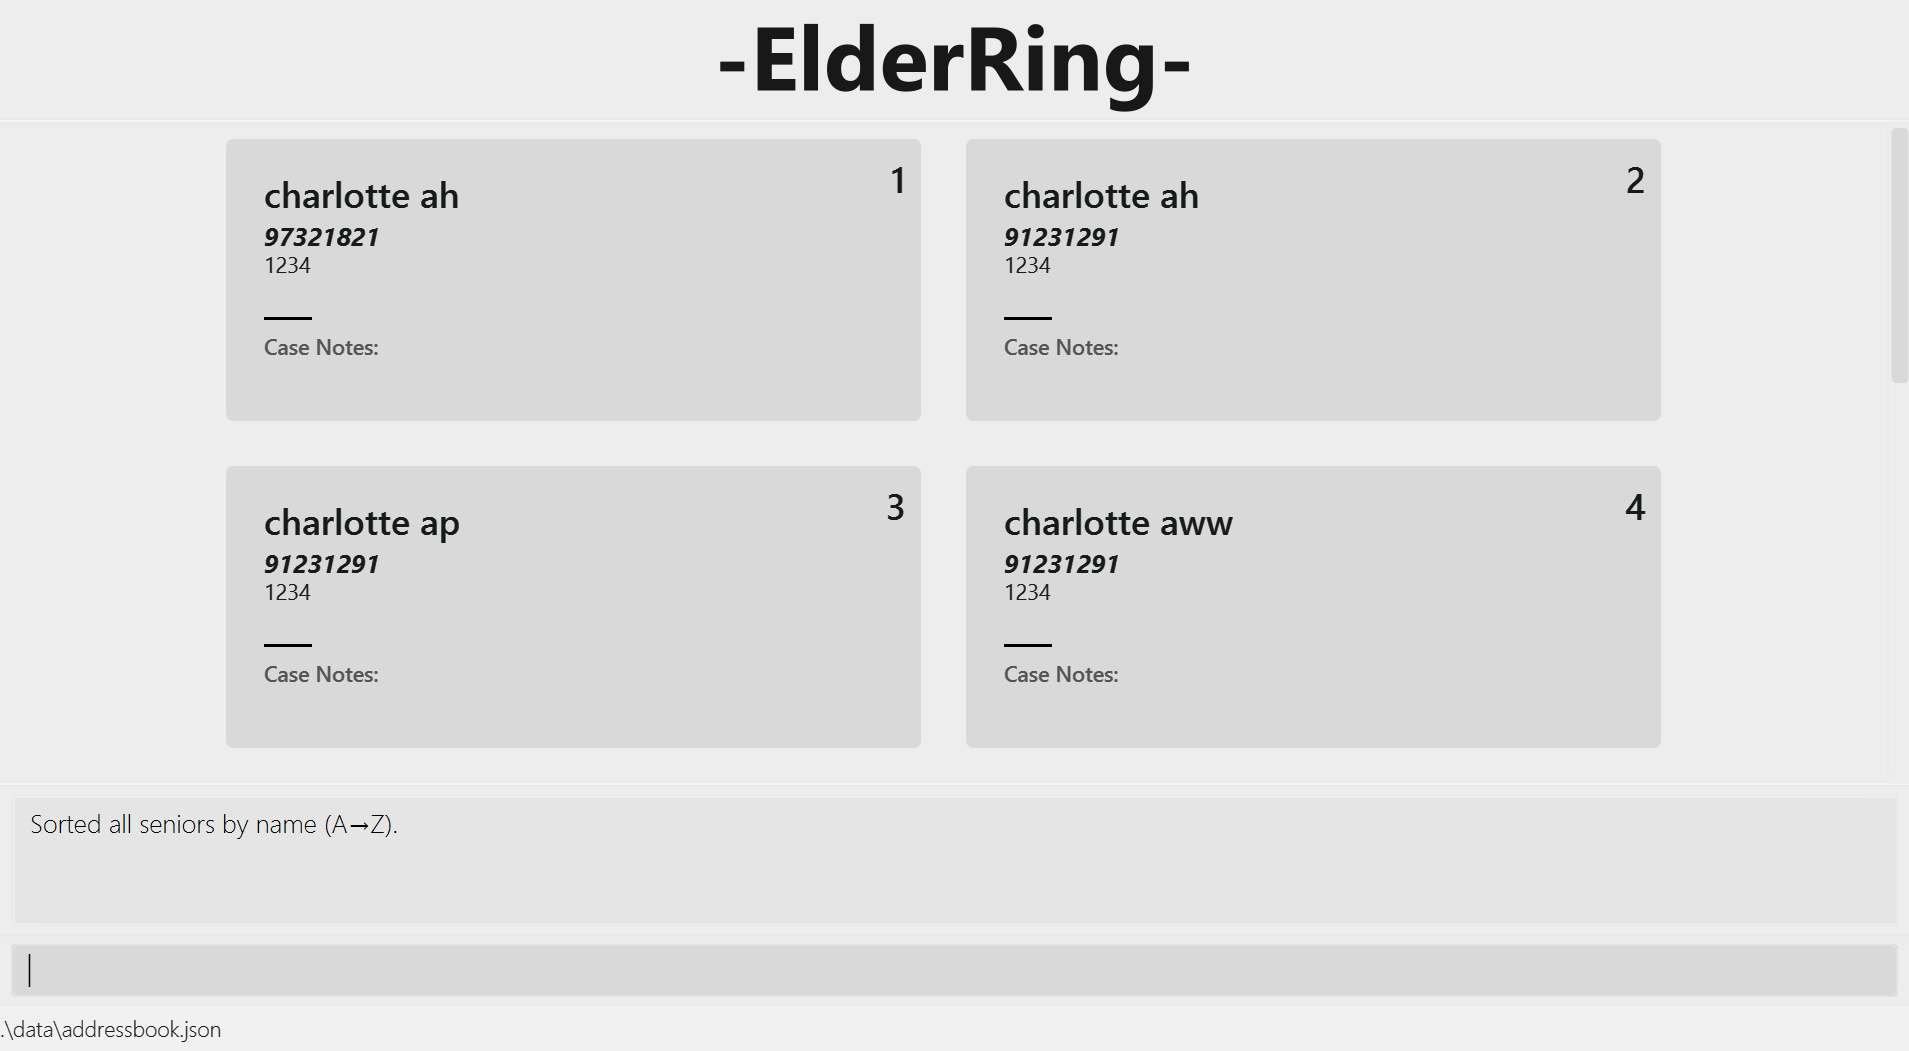 -ElderRing-
charlotte ah
1
97321821
1234
Case Notes:
charlotte ah
2
91231291
1234
Case Notes:
charlotte ap
3
91231291
1234
Case Notes:
charlotte aww
4
91231291
1234
Case Notes:
Sorted all seniors by name (A→Z).
.\data\addressbook.json